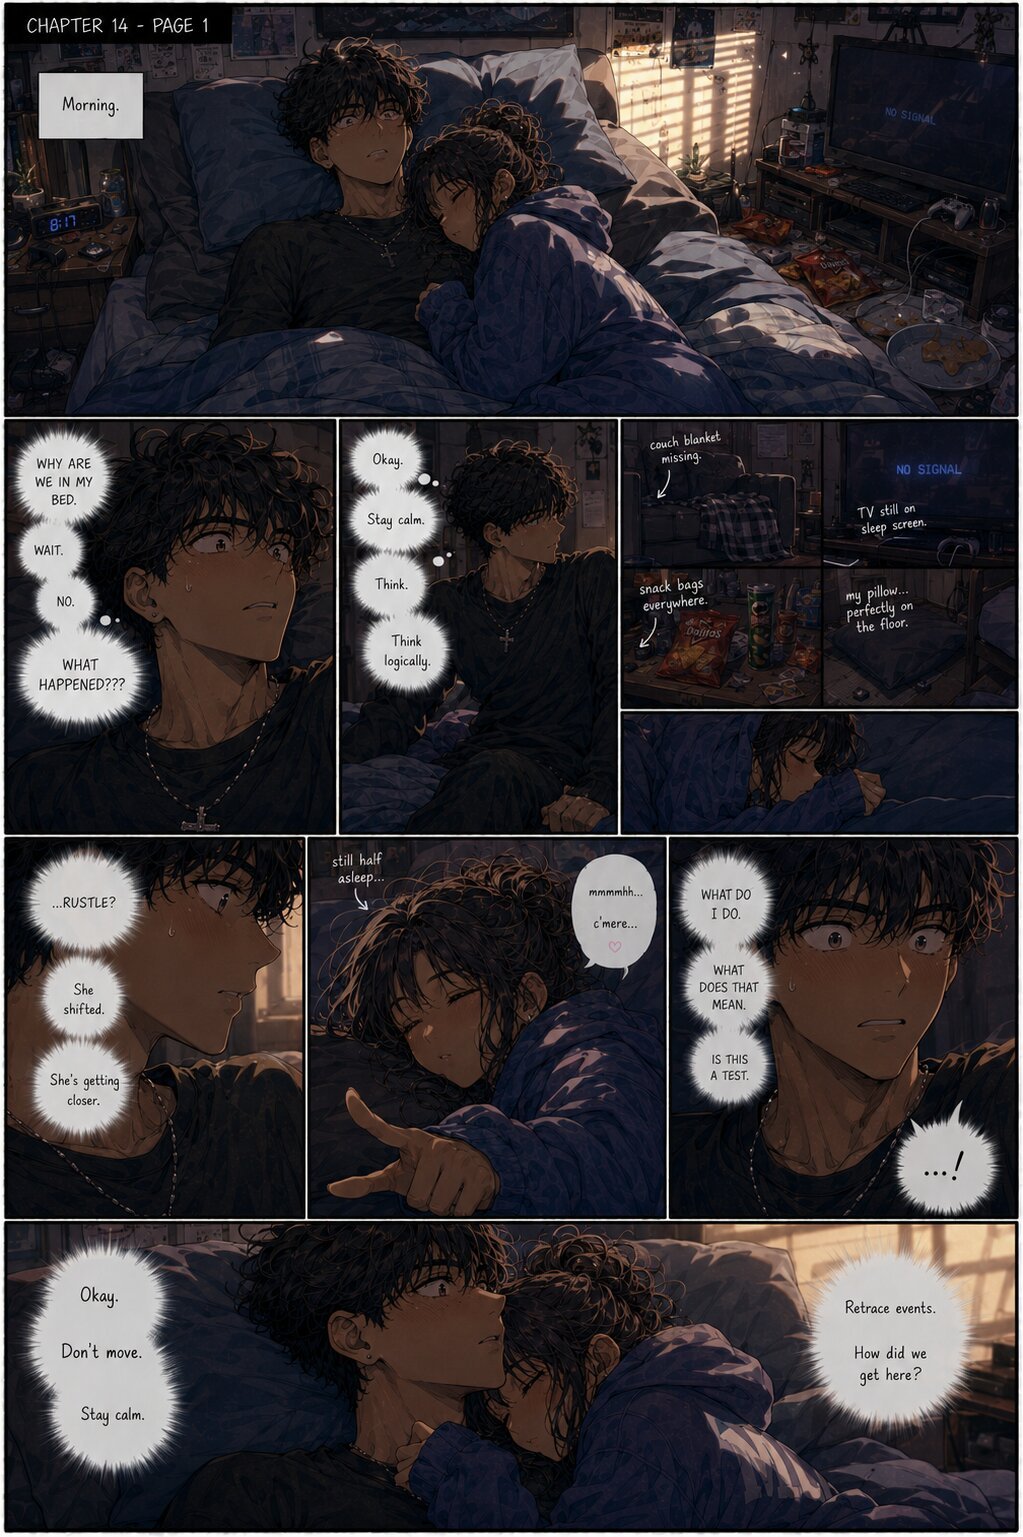 CHAPTER 14 - PAGE 1
Morning.
8:17
NO SIGNAL
Doritos
WHY ARE
WE IN MY
BED.
WAIT.
NO.
WHAT
HAPPENED???
Okay.
Stay calm.
Think.
Think
logically.
couch blanket
missing.
NO SIGNAL
TV still on
sleep screen.
snack bags
everywhere.
Doritos
my pillow...
perfectly on
the floor.
...RUSTLE?
She
shifted.
She's getting
closer.
still half
asleep...
mmmmhh...
c'mere...
WHAT DO
I DO.
WHAT
DOES THAT
MEAN.
IS THIS
A TEST.
...!
Okay.
Don't move.
Stay calm.
Retrace events.
How did we
get here?